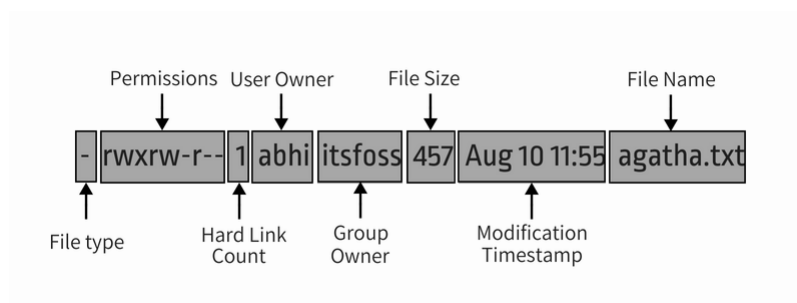 Permissions User Owner File Size File Name
- rwxrw-r-- 1 abhi itsfoss 457 Aug 10 11:55 agatha.txt
File type
Hard Link
Count
Group
Owner
Modification
Timestamp